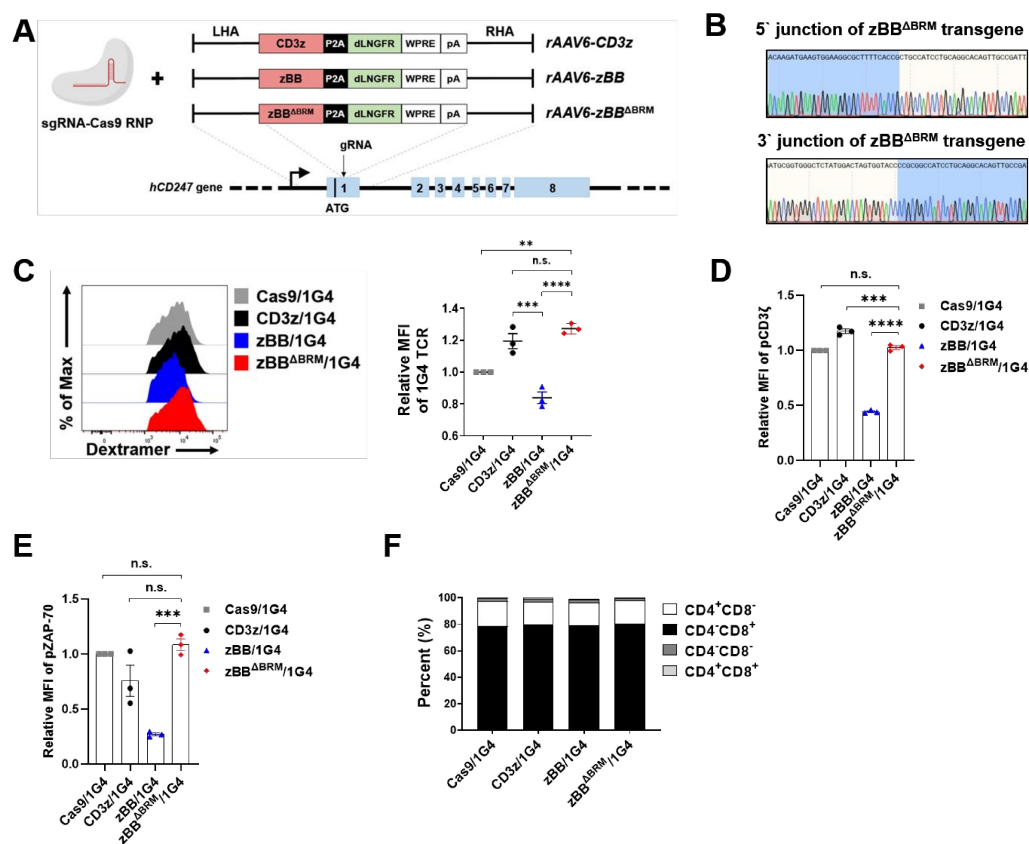 A
LHA
RHA
CD3z P2A dLNGFR WPRE pA
rAAV6-CD3z
+
zBB P2A dLNGFR WPRE pA
rAAV6-zBB
zBBΔBRM P2A dLNGFR WPRE pA
rAAV6-zBBΔBRM
sgRNA-Cas9 RNP
gRNA
hCD247 gene
1 2 3 4 5 6 7 8
ATG
B
5` junction of zBBΔBRM transgene
ACAAGATGAAGTGGAAGGCGCTTTTCACCGCTGCCATCCTGCAGGCACAGTTGCCGATT
3` junction of zBBΔBRM transgene
GATGCGGTGGGCTCTATGGACTAGTGGTACCCCGCGGCCATCCTGCAGGCACAGTTGCCGA
C
% of Max
Dextramer
10³ 10⁴ 10⁵
Cas9/1G4
CD3z/1G4
zBB/1G4
zBBΔBRM/1G4
Relative MFI
of 1G4 TCR
**
n.s.
*** ****
1.4
1.2
1.0
0.8
0.6
Cas9/1G4
CD3z/1G4
zBB/1G4
zBBΔBRM/1G4
D
Relative MFI of pCD3ζ
n.s.
***
****
1.5
1.0
0.5
0.0
Cas9/1G4
CD3z/1G4
zBB/1G4
zBBΔBRM/1G4
Cas9/1G4
CD3z/1G4
zBB/1G4
zBBΔBRM/1G4
E
Relative MFI of pZAP-70
n.s.
n.s.
***
1.5
1.0
0.5
0.0
Cas9/1G4
CD3z/1G4
zBB/1G4
zBBΔBRM/1G4
Cas9/1G4
CD3z/1G4
zBB/1G4
zBBΔBRM/1G4
F
Percent (%)
100
80
60
40
20
0
Cas9/1G4
CD3z/1G4
zBB/1G4
zBBΔBRM/1G4
CD4⁺CD8⁻
CD4⁻CD8⁺
CD4⁻CD8⁻
CD4⁺CD8⁺